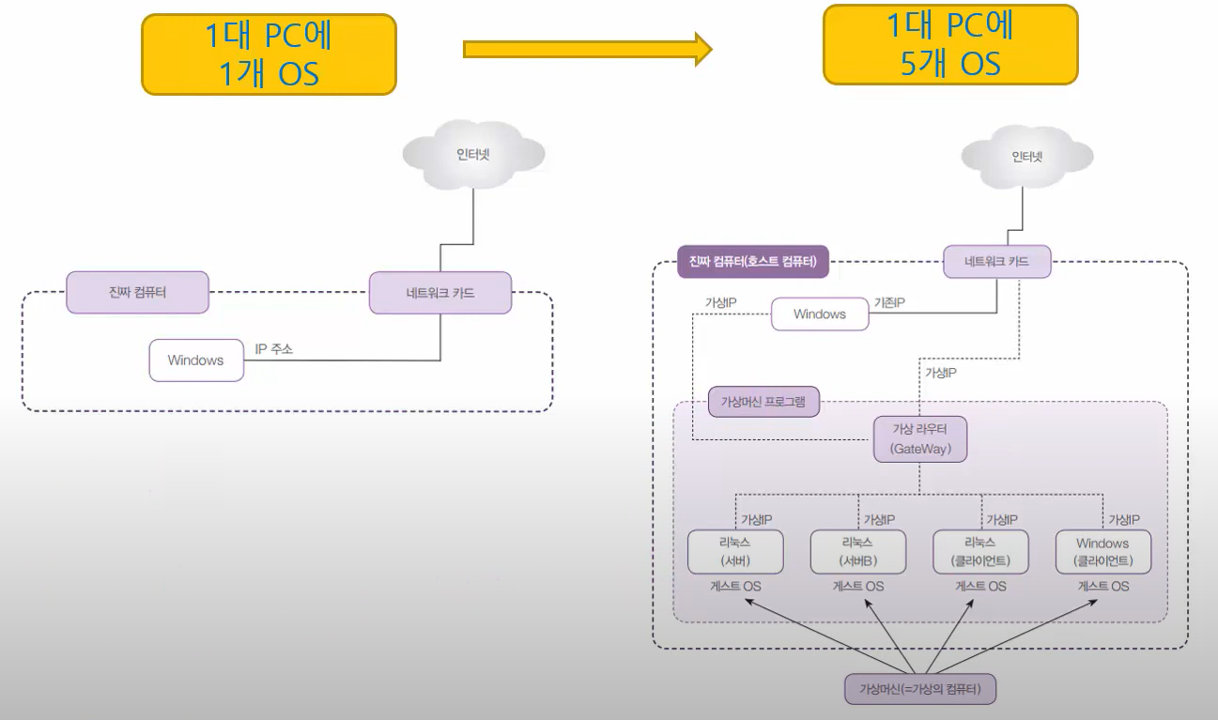 1대 PC에
1개 OS
1대 PC에
5개 OS
인터넷
진짜 컴퓨터
네트워크 카드
Windows
IP 주소
인터넷
진짜 컴퓨터(호스트 컴퓨터)
네트워크 카드
가상IP
Windows
기존IP
가상IP
가상머신 프로그램
가상 라우터
(GateWay)
가상IP
가상IP
가상IP
가상IP
리눅스
(서버)
리눅스
(서버B)
리눅스
(클라이언트)
Windows
(클라이언트)
게스트 OS
게스트 OS
게스트 OS
게스트 OS
가상머신(=가상의 컴퓨터)